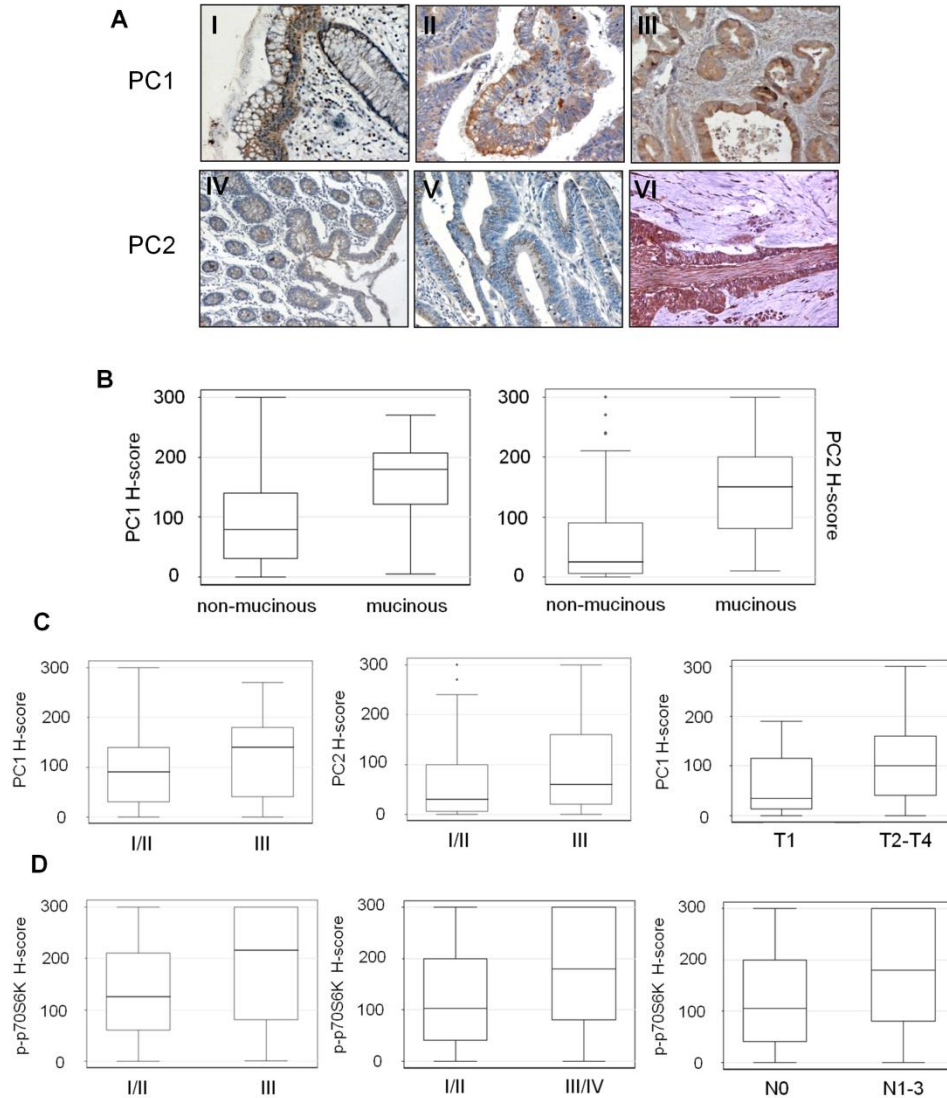 A
I II III
PC1
IV V VI
PC2
B
300
200
100
0
PC1 H-score
non-mucinous mucinous
300
200
100
0
PC2 H-score
non-mucinous mucinous
C
300
200
100
0
PC1 H-score
I/II III
300
200
100
0
PC2 H-score
I/II III
300
200
100
0
PC1 H-score
T1 T2-T4
D
300
200
100
0
p-p70S6K H-score
I/II III
300
200
100
0
p-p70S6K H-score
I/II III/IV
300
200
100
0
p-p70S6K H-score
N0 N1-3